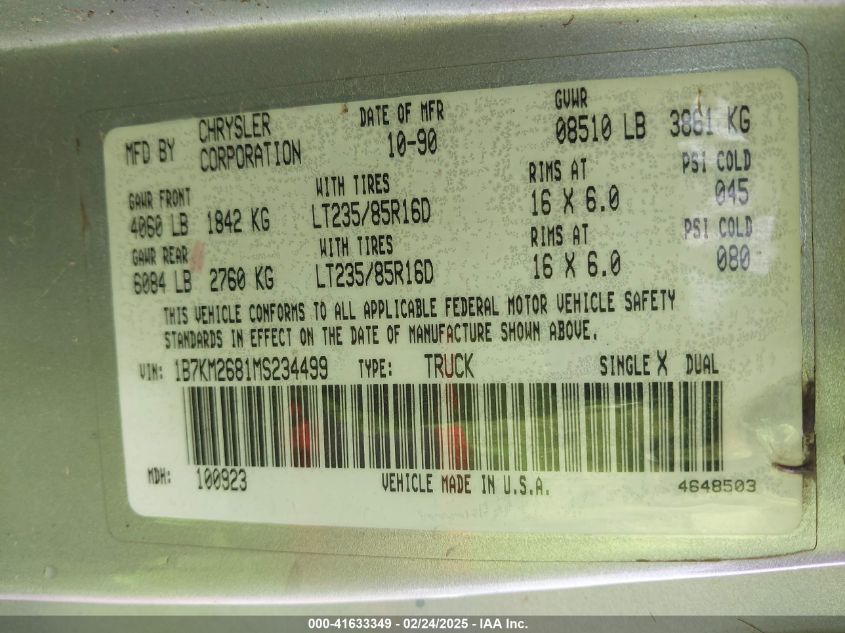 MFD BY CHRYSLER CORPORATION DATE OF MFR 10-90 GVWR 08510 LB 3861 KG
GAWR FRONT WITH TIRES RIMS AT PSI COLD
4060 LB 1842 KG LT235/85R16D 16 X 6.0 045
GAWR REAR WITH TIRES RIMS AT PSI COLD
6084 LB 2760 KG LT235/85R16D 16 X 6.0 080
THIS VEHICLE CONFORMS TO ALL APPLICABLE FEDERAL MOTOR VEHICLE SAFETY
STANDARDS IN EFFECT ON THE DATE OF MANUFACTURE SHOWN ABOVE.
VIN: 1B7KM2681MS234499 TYPE: TRUCK SINGLE X DUAL
MDH: 100923 VEHICLE MADE IN U.S.A. 4648503
000-41633349 - 02/24/2025 - IAA Inc.